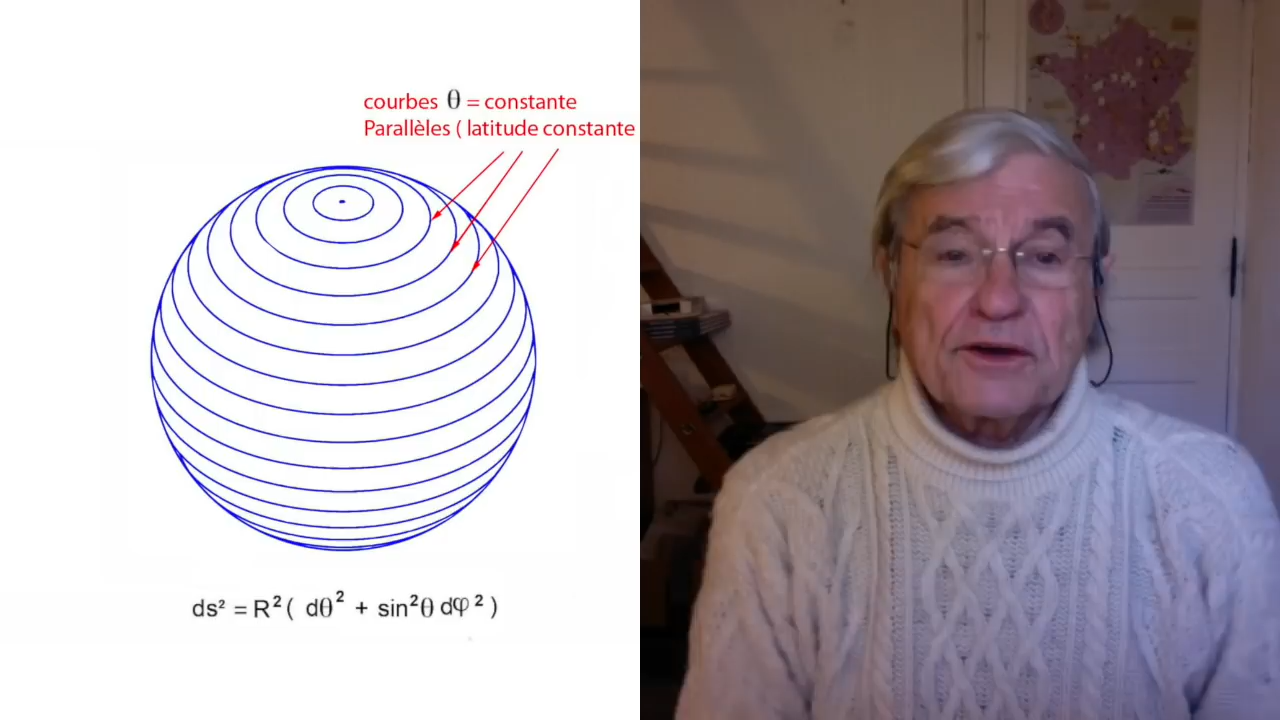 courbes θ = constante
Parallèles ( latitude constante
ds² = R² ( dθ² + sin²θ dφ² )